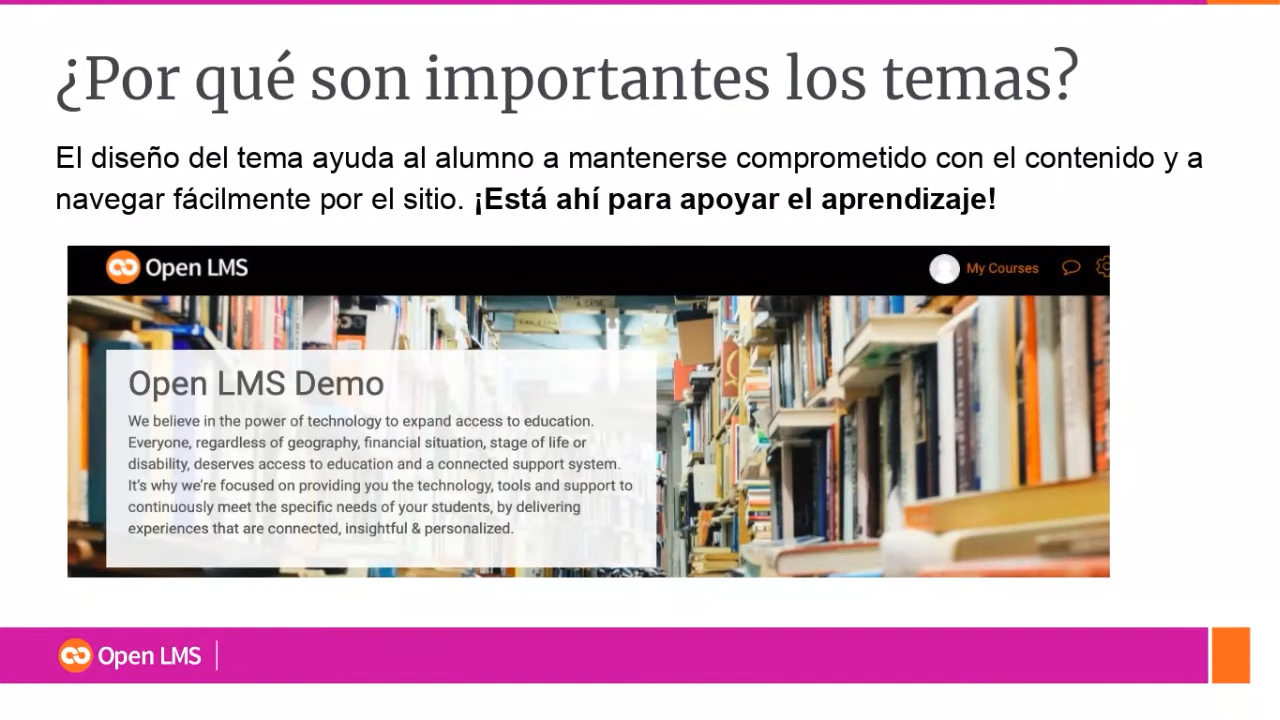 ¿Por qué son importantes los temas?
El diseño del tema ayuda al alumno a mantenerse comprometido con el contenido y a
navegar fácilmente por el sitio. ¡Está ahí para apoyar el aprendizaje!
Open LMS
My Courses
Open LMS Demo
We believe in the power of technology to expand access to education.
Everyone, regardless of geography, financial situation, stage of life or
disability, deserves access to education and a connected support system.
It's why we're focused on providing you the technology, tools and support to
continuously meet the specific needs of your students, by delivering
experiences that are connected, insightful & personalized.
Open LMS